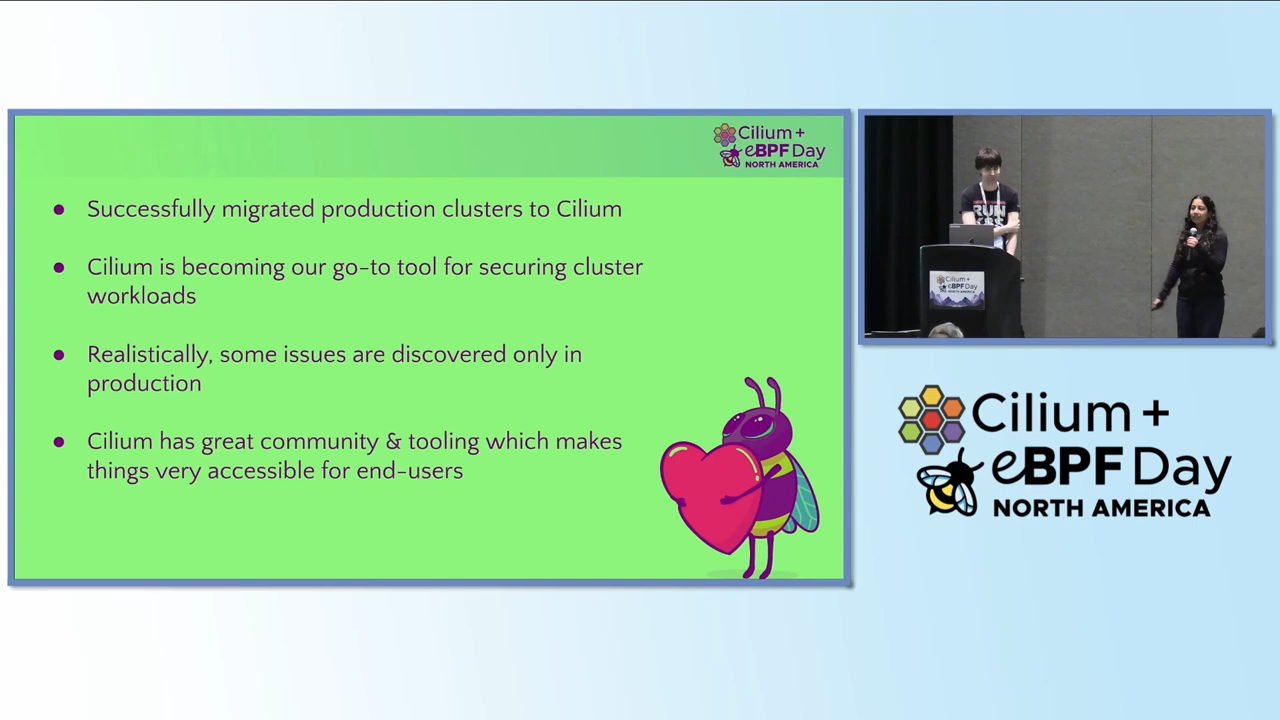 Cilium +
eBPF Day
NORTH AMERICA
● Successfully migrated production clusters to Cilium
● Cilium is becoming our go-to tool for securing cluster
workloads
● Realistically, some issues are discovered only in
production
● Cilium has great community & tooling which makes
things very accessible for end-users
RUN
Cilium +
eBPF Day
NORTH AMERICA
Cilium +
eBPF Day
NORTH AMERICA